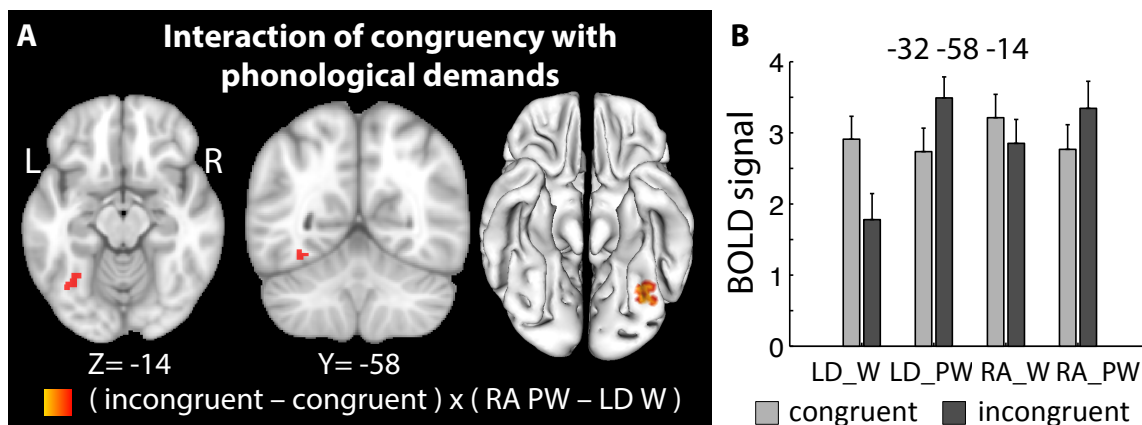 A
Interaction of congruency with
phonological demands
L
R
Z= -14
Y= -58
( incongruent – congruent ) x ( RA PW – LD W )
B
-32 -58 -14
BOLD signal
4
3
2
1
0
LD_W LD_PW RA_W RA_PW
congruent incongruent